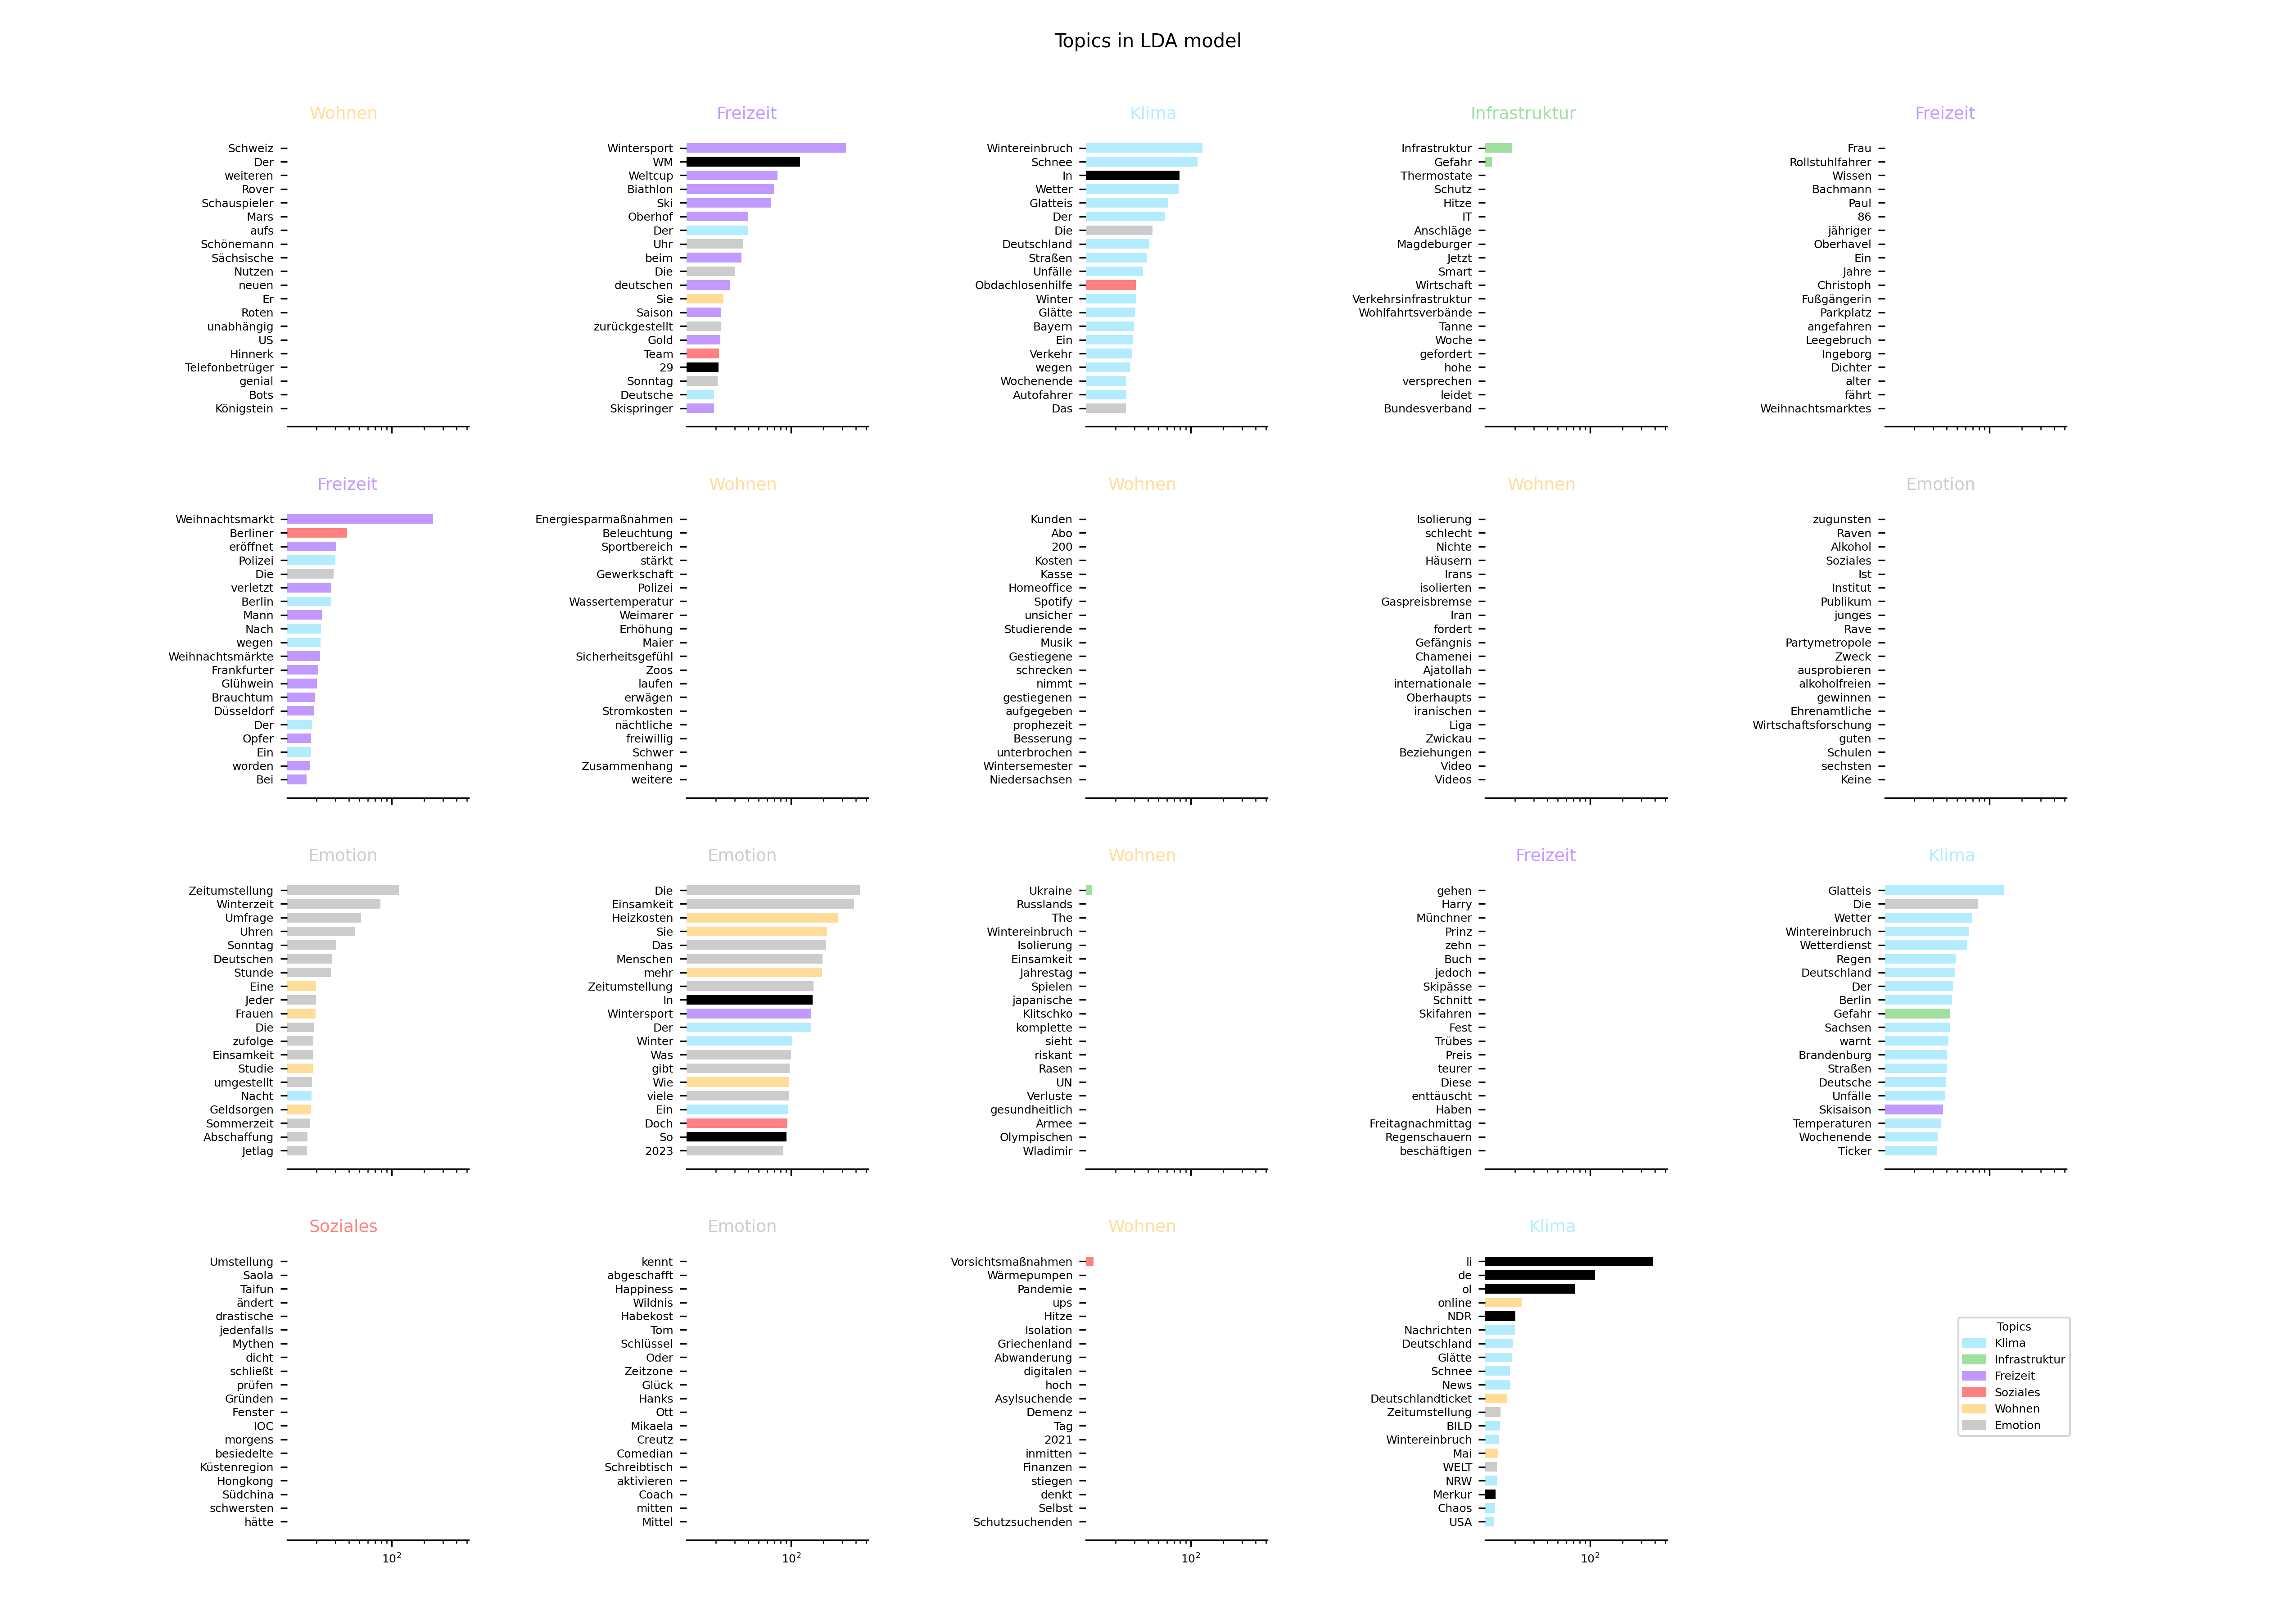 Topics in LDA model
Wohnen
Schweiz
Der
weiteren
Rover
Schauspieler
Mars
aufs
Schönemann
Sächsische
Nutzen
neuen
Er
Roten
unabhängig
US
Hinnerk
Telefonbetrüger
genial
Bots
Königstein
Freizeit
Wintersport
WM
Weltcup
Biathlon
Ski
Oberhof
Der
Uhr
beim
Die
deutschen
Sie
Saison
zurückgestellt
Gold
Team
29
Sonntag
Deutsche
Skispringer
Klima
Wintereinbruch
Schnee
In
Wetter
Glatteis
Der
Die
Deutschland
Straßen
Unfälle
Obdachlosenhilfe
Winter
Glätte
Bayern
Ein
Verkehr
wegen
Wochenende
Autofahrer
Das
Infrastruktur
Infrastruktur
Gefahr
Thermostate
Schutz
Hitze
IT
Anschläge
Magdeburger
Jetzt
Smart
Wirtschaft
Verkehrsinfrastruktur
Wohlfahrtsverbände
Tanne
Woche
gefordert
hohe
versprechen
leidet
Bundesverband
Freizeit
Frau
Rollstuhlfahrer
Wissen
Bachmann
Paul
86
jähriger
Oberhavel
Ein
Jahre
Christoph
Fußgängerin
Parkplatz
angefahren
Leegebruch
Ingeborg
Dichter
alter
fährt
Weihnachtsmarktes
Freizeit
Weihnachtsmarkt
Berliner
eröffnet
Polizei
Die
verletzt
Berlin
Mann
Nach
wegen
Weihnachtsmärkte
Frankfurter
Glühwein
Brauchtum
Düsseldorf
Der
Opfer
Ein
worden
Bei
Wohnen
Energiesparmaßnahmen
Beleuchtung
Sportbereich
stärkt
Gewerkschaft
Polizei
Wassertemperatur
Weimarer
Erhöhung
Maier
Sicherheitsgefühl
Zoos
laufen
erwägen
Stromkosten
nächtliche
freiwillig
Schwer
Zusammenhang
weitere
Wohnen
Kunden
Abo
200
Kosten
Kasse
Homeoffice
Spotify
unsicher
Studierende
Musik
Gestiegene
schrecken
nimmt
gestiegenen
aufgegeben
prophezeit
Besserung
unterbrochen
Wintersemester
Niedersachsen
Wohnen
Isolierung
schlecht
Nichte
Häusern
Irans
isolierten
Gaspreisbremse
Iran
fordert
Gefängnis
Chamenei
Ajatollah
internationale
Oberhaupts
iranischen
Liga
Zwickau
Beziehungen
Video
Videos
Emotion
zugunsten
Raven
Alkohol
Soziales
Ist
Institut
Publikum
junges
Rave
Partymetropole
Zweck
ausprobieren
alkoholfreien
gewinnen
Ehrenamtliche
Wirtschaftsforschung
guten
Schulen
sechsten
Keine
Emotion
Zeitumstellung
Winterzeit
Umfrage
Uhren
Sonntag
Deutschen
Stunde
Eine
Jeder
Frauen
Die
zufolge
Einsamkeit
Studie
umgestellt
Nacht
Geldsorgen
Sommerzeit
Abschaffung
Jetlag
Emotion
Die
Einsamkeit
Heizkosten
Sie
Das
Menschen
mehr
Zeitumstellung
In
Wintersport
Der
Winter
Was
gibt
Wie
viele
Ein
Doch
So
2023
Wohnen
Ukraine
Russlands
The
Wintereinbruch
Isolierung
Einsamkeit
Jahrestag
Spielen
japanische
Klitschko
komplette
sieht
riskant
Rasen
UN
Verluste
gesundheitlich
Armee
Olympischen
Wladimir
Freizeit
gehen
Harry
Münchner
Prinz
zehn
Buch
jedoch
Skipässe
Schnitt
Skifahren
Fest
Trübes
Preis
teurer
Diese
enttäuscht
Haben
Freitagnachmittag
Regenschauern
beschäftigen
Klima
Glatteis
Die
Wetter
Wintereinbruch
Wetterdienst
Regen
Deutschland
Der
Berlin
Gefahr
Sachsen
warnt
Brandenburg
Straßen
Deutsche
Unfälle
Skisaison
Temperaturen
Wochenende
Ticker
Soziales
Umstellung
Saola
Taifun
ändert
drastische
jedenfalls
Mythen
dicht
schließt
prüfen
Gründen
Fenster
IOC
morgens
besiedelte
Küstenregion
Hongkong
Südchina
schwersten
hätte
10²
Emotion
kennt
abgeschafft
Happiness
Wildnis
Habekost
Tom
Schlüssel
Oder
Zeitzone
Glück
Hanks
Ott
Mikaela
Creutz
Comedian
Schreibtisch
aktivieren
Coach
mitten
Mittel
10²
Wohnen
Vorsichtsmaßnahmen
Wärmepumpen
Pandemie
ups
Hitze
Isolation
Griechenland
Abwanderung
digitalen
hoch
Asylsuchende
Demenz
Tag
2021
inmitten
Finanzen
stiegen
denkt
Selbst
Schutzsuchenden
10²
Klima
li
de
ol
online
NDR
Nachrichten
Deutschland
Glätte
Schnee
News
Deutschlandticket
Zeitumstellung
BILD
Wintereinbruch
Mai
WELT
NRW
Merkur
Chaos
USA
10²
Topics
Klima
Infrastruktur
Freizeit
Soziales
Wohnen
Emotion